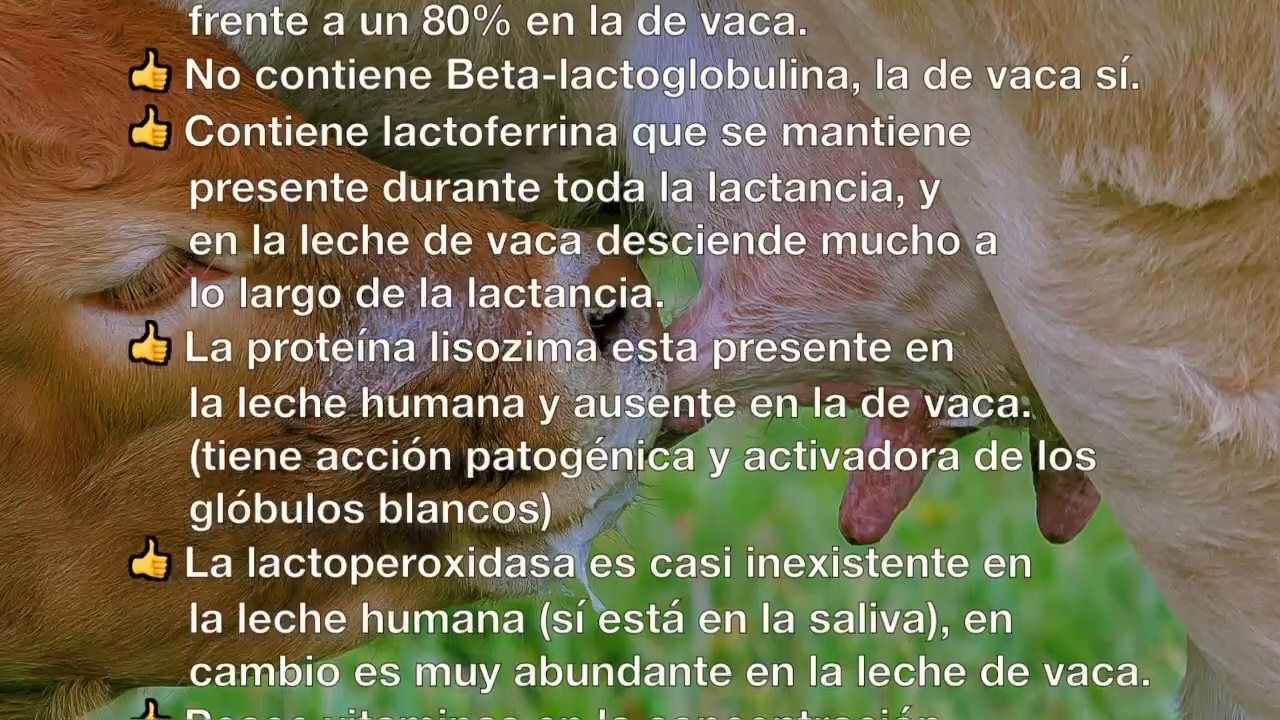 frente a un 80% en la de vaca.
👍 No contiene Beta-lactoglobulina, la de vaca sí.
👍 Contiene lactoferrina que se mantiene
presente durante toda la lactancia, y
en la leche de vaca desciende mucho a
lo largo de la lactancia.
👍 La proteína lisozima esta presente en
la leche humana y ausente en la de vaca.
(tiene acción patogénica y activadora de los
glóbulos blancos)
👍 La lactoperoxidasa es casi inexistente en
la leche humana (sí está en la saliva), en
cambio es muy abundante en la leche de vaca.